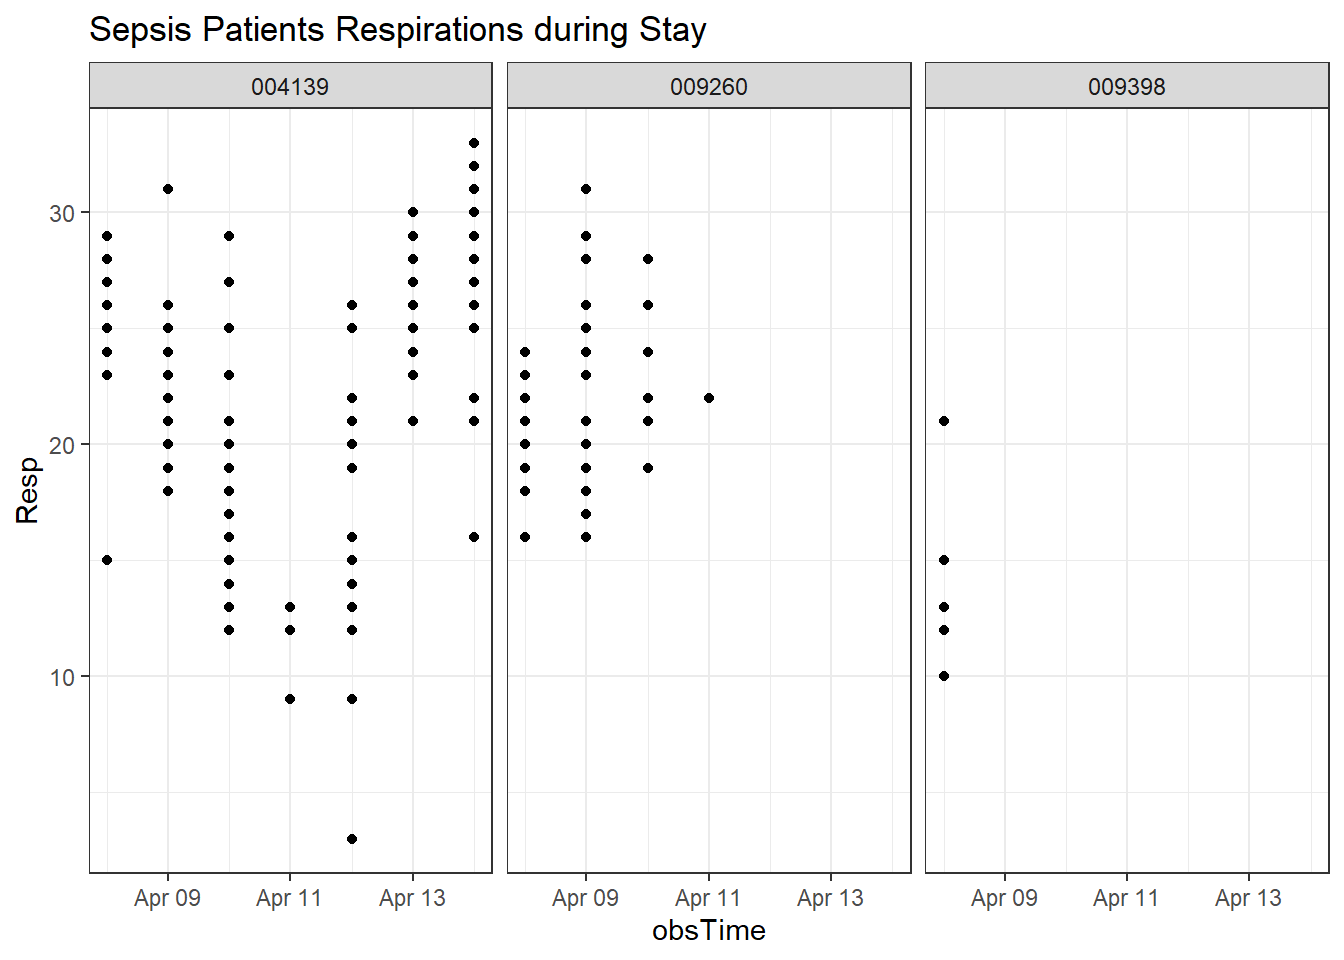 Sepsis Patients Respirations during Stay
004139 009260 009398
30
20
10
Resp
Apr 09 Apr 11 Apr 13 Apr 09 Apr 11 Apr 13 Apr 09 Apr 11 Apr 13
obsTime